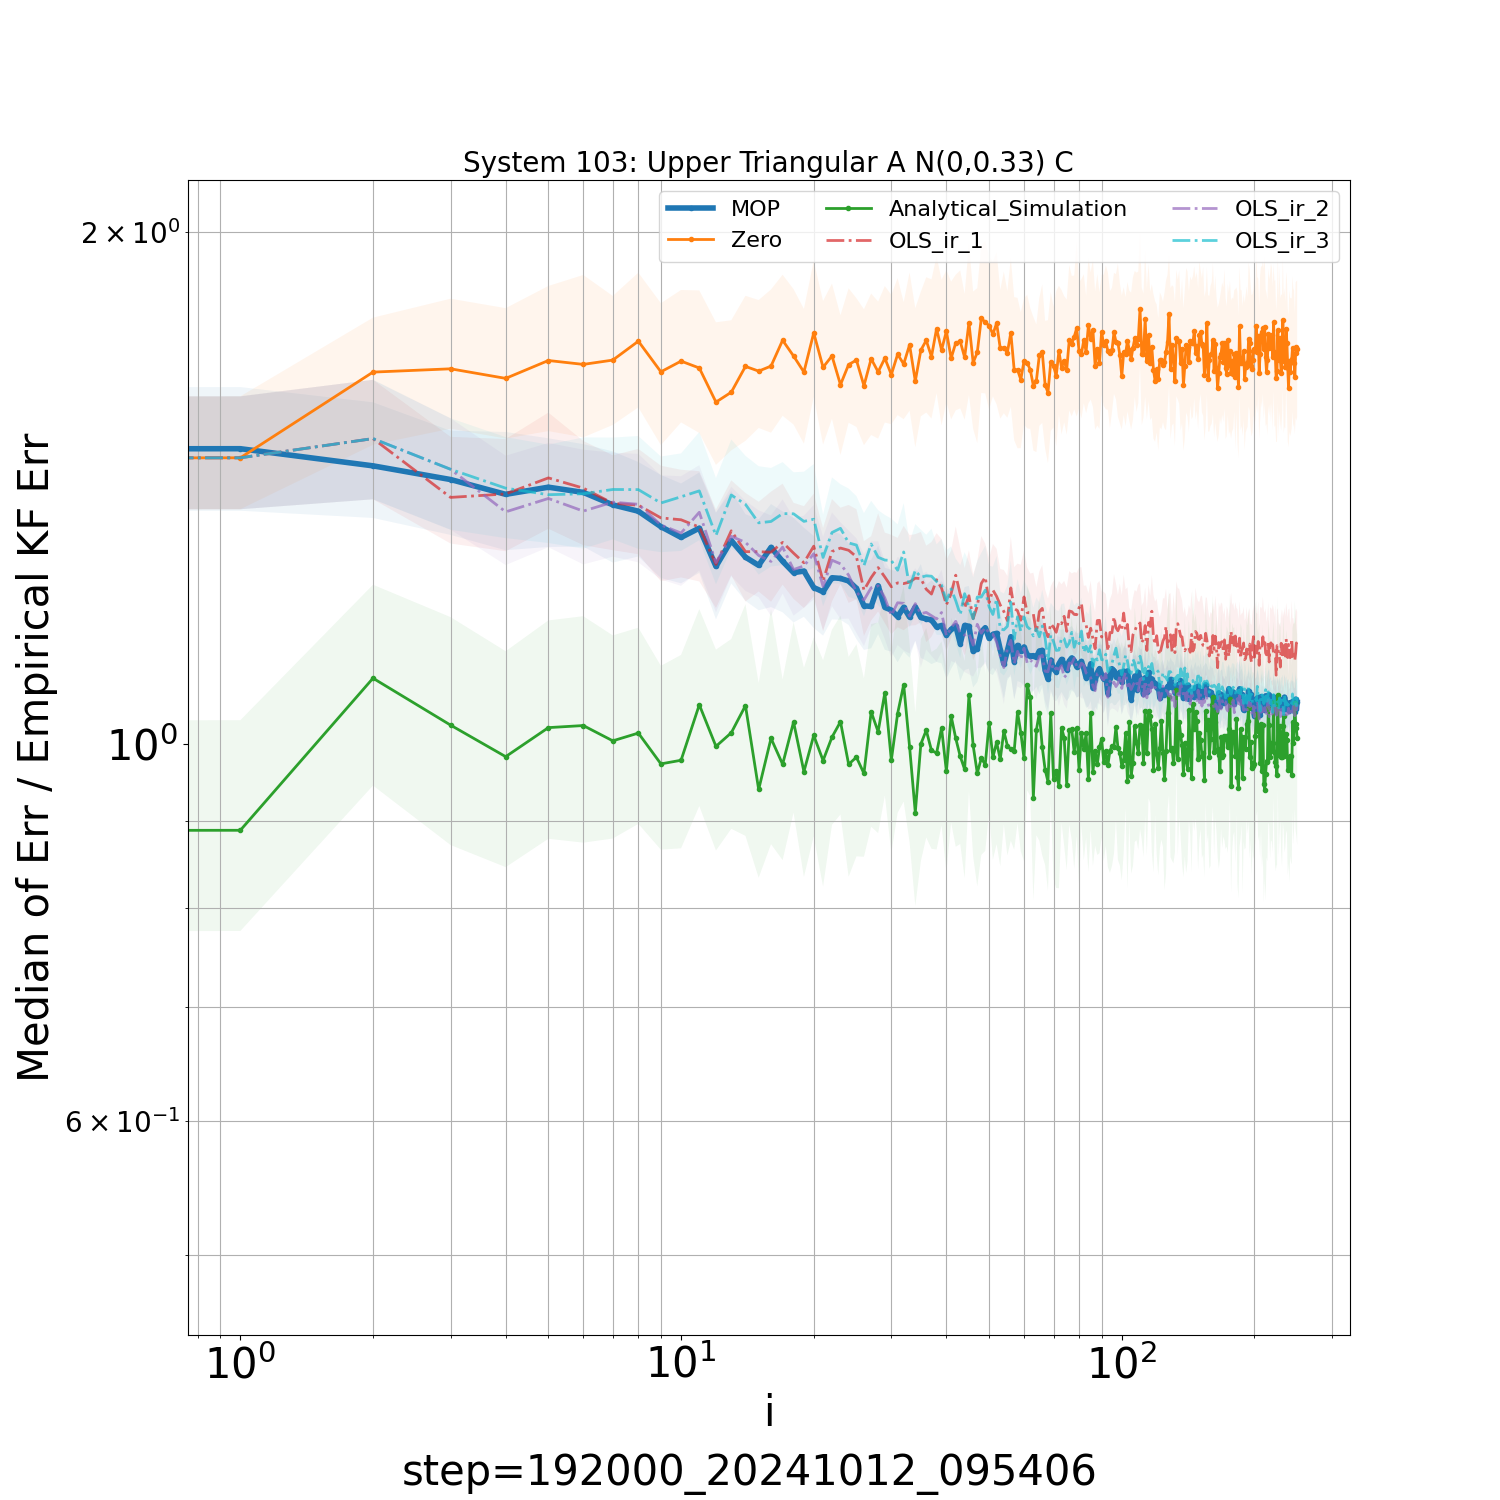 System 103: Upper Triangular A N(0,0.33) C
MOP
Zero
Analytical_Simulation
OLS_ir_1
OLS_ir_2
OLS_ir_3
Median of Err / Empirical KF Err
2 × 10⁰
10⁰
6 × 10⁻¹
10⁰ 10¹ 10²
i
step=192000_20241012_095406